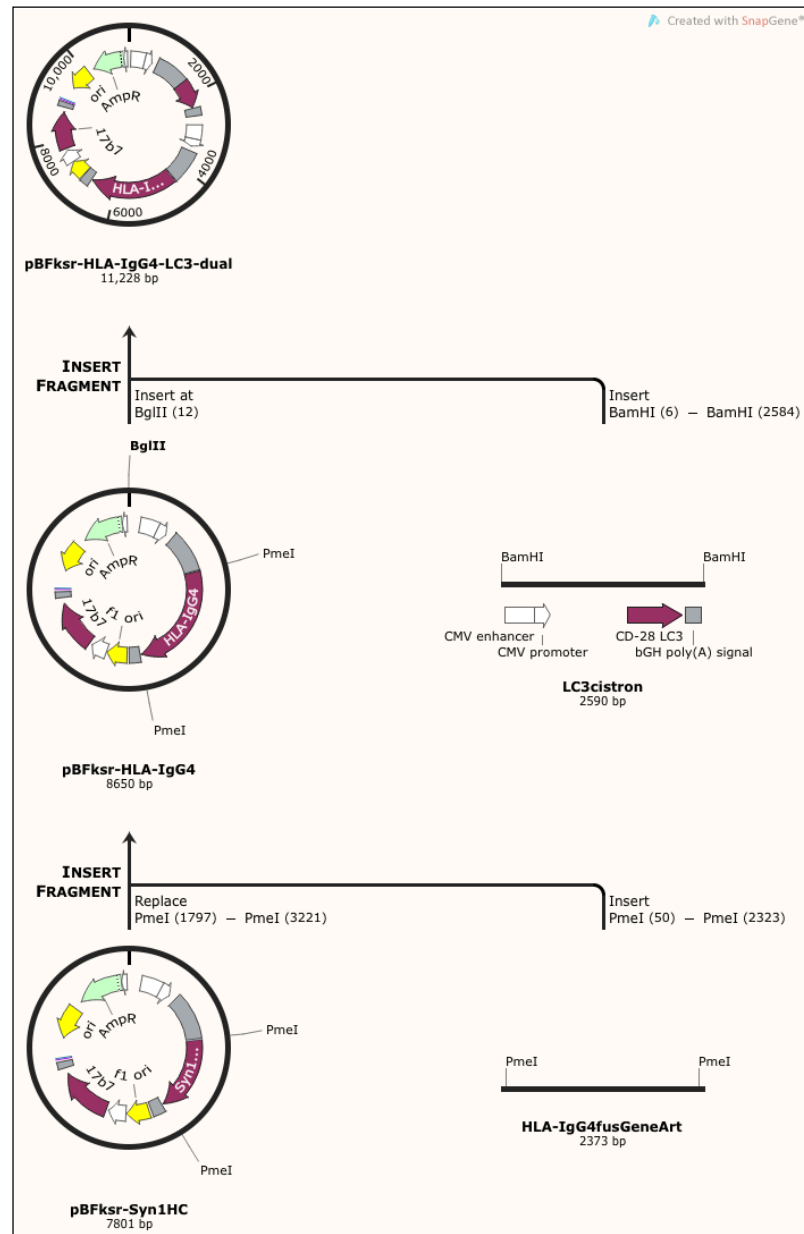 Created with SnapGene®
10,000
2000
ori
AmpR
17b7
8000
4000
HLA-I...
6000
pBFksr-HLA-IgG4-LC3-dual
11,228 bp
INSERT
FRAGMENT
Insert at
BglII (12)
Insert
BamHI (6) – BamHI (2584)
BglII
PmeI
ori
AmpR
17b7
f1 ori
HLA-IgG4
PmeI
pBFksr-HLA-IgG4
8650 bp
BamHI
BamHI
CMV enhancer
CMV promoter
CD-28 LC3
bGH poly(A) signal
LC3cistron
2590 bp
INSERT
FRAGMENT
Replace
PmeI (1797) – PmeI (3221)
Insert
PmeI (50) – PmeI (2323)
ori
AmpR
17b7
f1 ori
Syn1...
PmeI
PmeI
pBFksr-Syn1HC
7801 bp
PmeI
PmeI
HLA-IgG4fusGeneArt
2373 bp